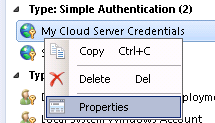 Type: Simple Authentication (2)
My Cloud Server Credentials
Copy Ctrl+C
Delete Del
Properties